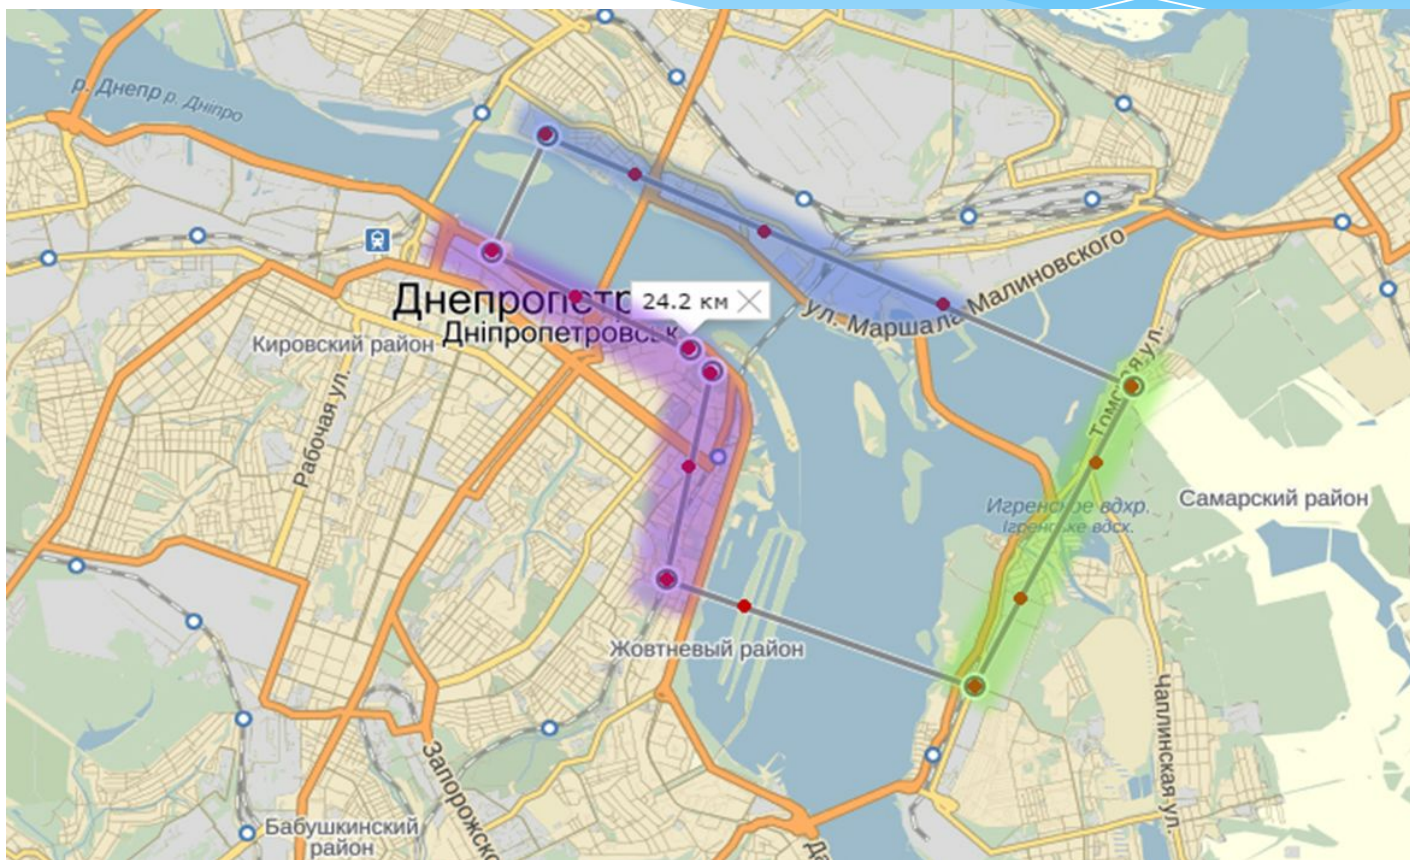 р. Днепр р. Дніпро
24.2 км
Днепропетр
Дніпропетровськ
Кировский район
Рабочая ул.
ул. Маршала Малиновского
Томская ул.
Игренское вдхр.
Ігренське вдсх.
Самарский район
Жовтневый район
Чаплинская ул.
Запорожско
Бабушкинский
район